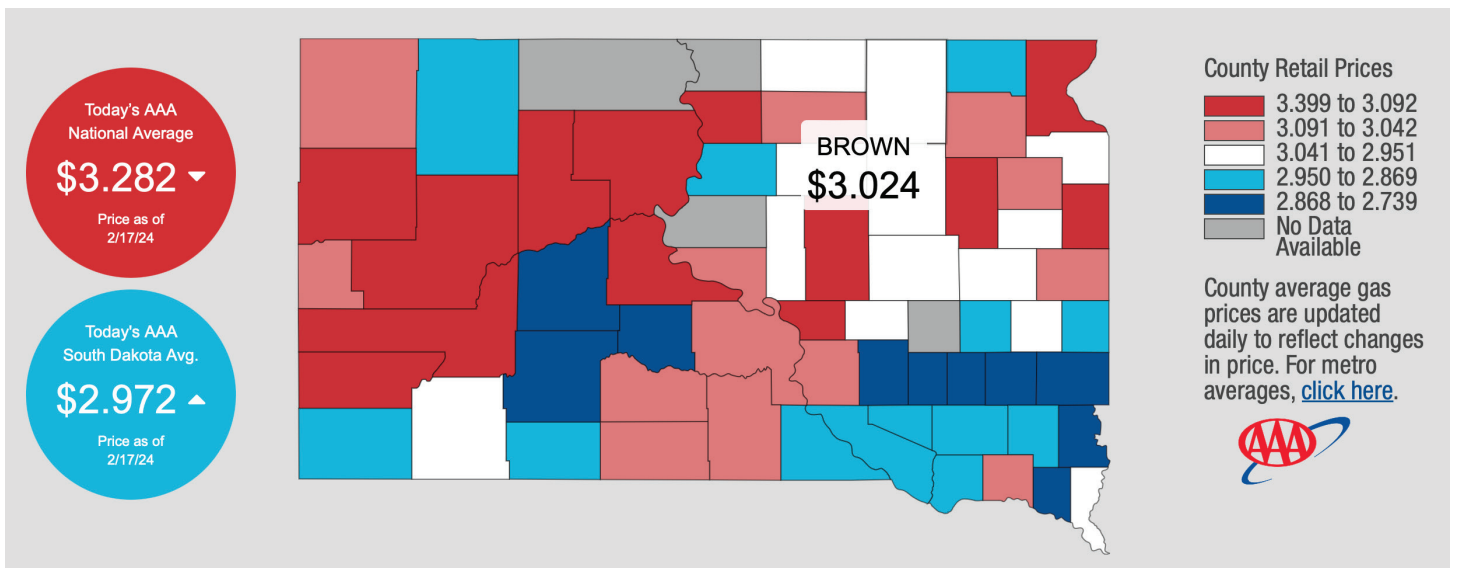 Today's AAA
National Average
$3.282
Price as of
2/17/24
Today's AAA
South Dakota Avg.
$2.972
Price as of
2/17/24
BROWN
$3.024
County Retail Prices
3.399 to 3.092
3.091 to 3.042
3.041 to 2.951
2.950 to 2.869
2.868 to 2.739
No Data
Available
County average gas
prices are updated
daily to reflect changes
in price. For metro
averages, click here.
AAA